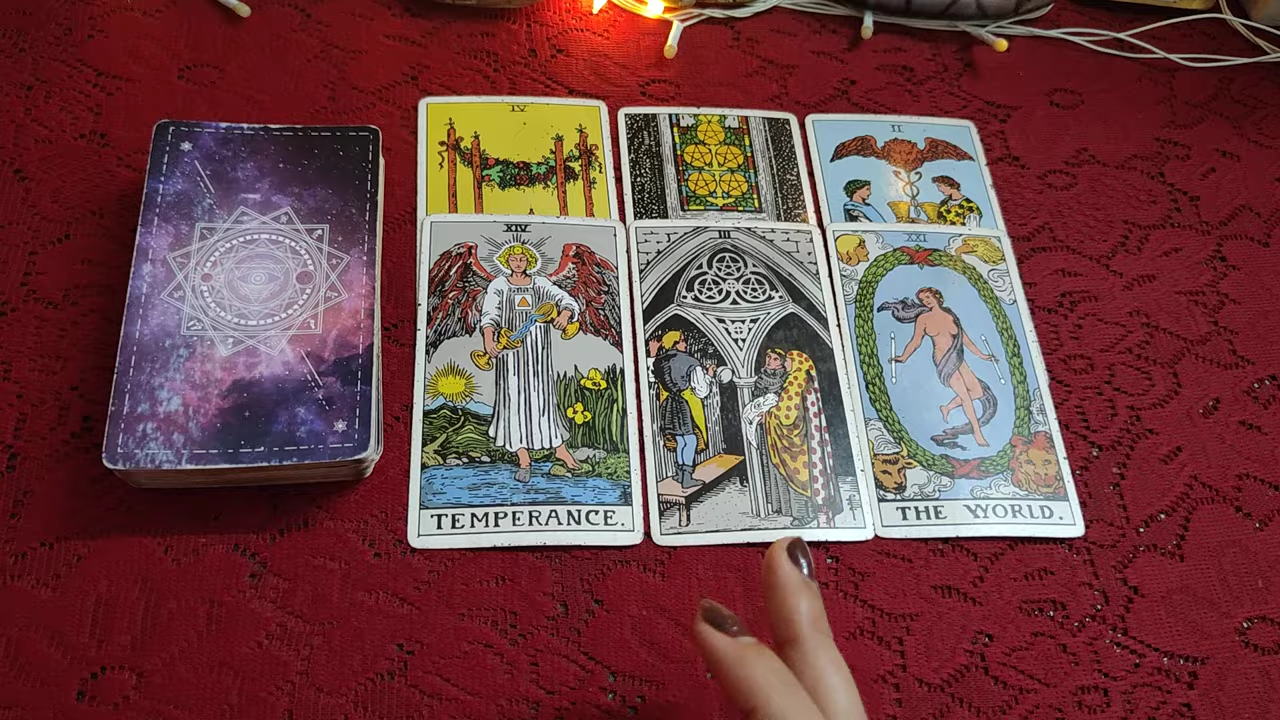 IV
II
XIV
III
XXI
TEMPERANCE.
THE WORLD.